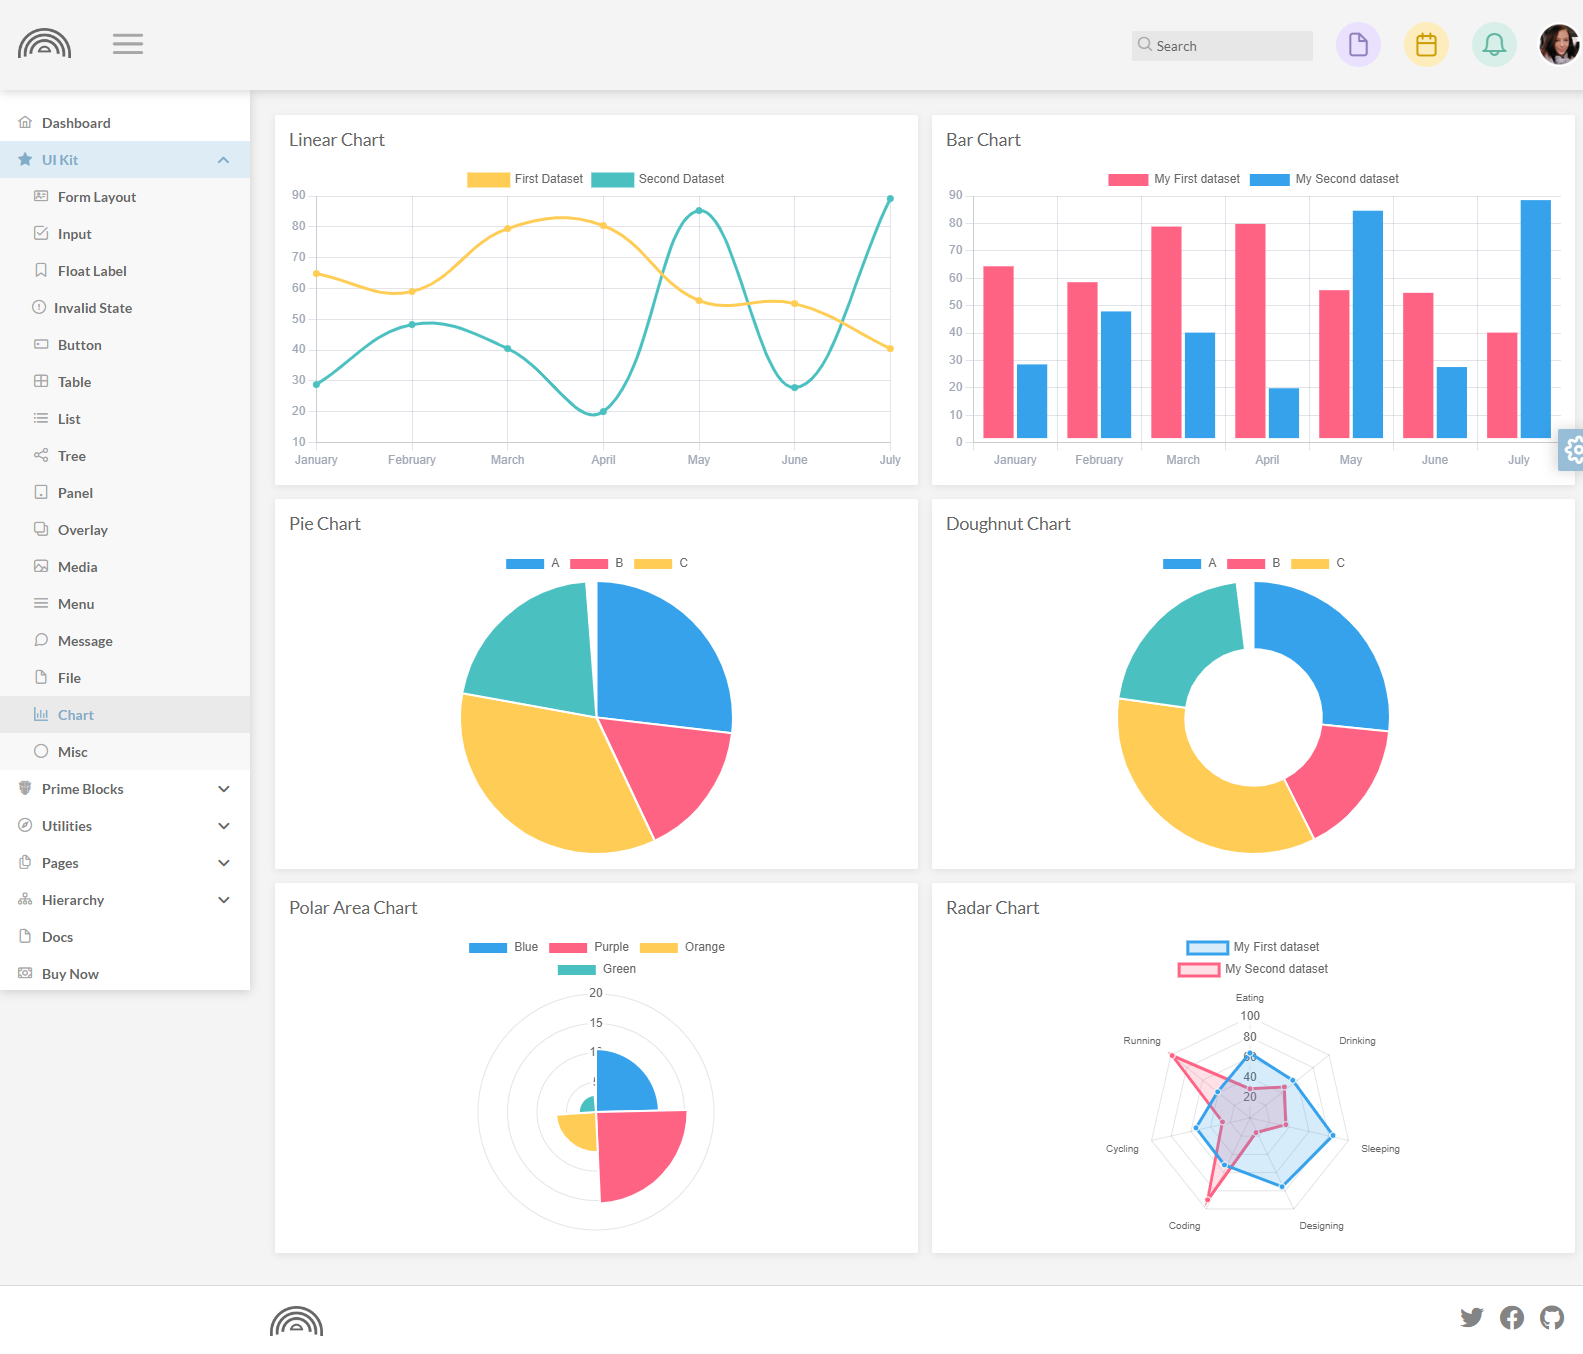 Search
Dashboard
UI Kit
Form Layout
Input
Float Label
Invalid State
Button
Table
List
Tree
Panel
Overlay
Media
Menu
Message
File
Chart
Misc
Prime Blocks
Utilities
Pages
Hierarchy
Docs
Buy Now
Linear Chart
First Dataset Second Dataset
90
80
70
60
50
40
30
20
10
January February March April May June July
Bar Chart
My First dataset My Second dataset
90
80
70
60
50
40
30
20
10
0
January February March April May June July
Pie Chart
A B C
Doughnut Chart
A B C
Polar Area Chart
Blue Purple Orange
Green
20
15
Radar Chart
My First dataset
My Second dataset
Eating
100
Running Drinking
80
60
40
20
Cycling Sleeping
Coding Designing